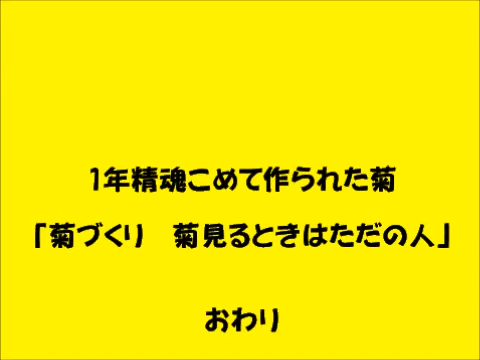 1年精魂こめて作られた菊
「菊づくり　菊見るときはただの人」
おわり